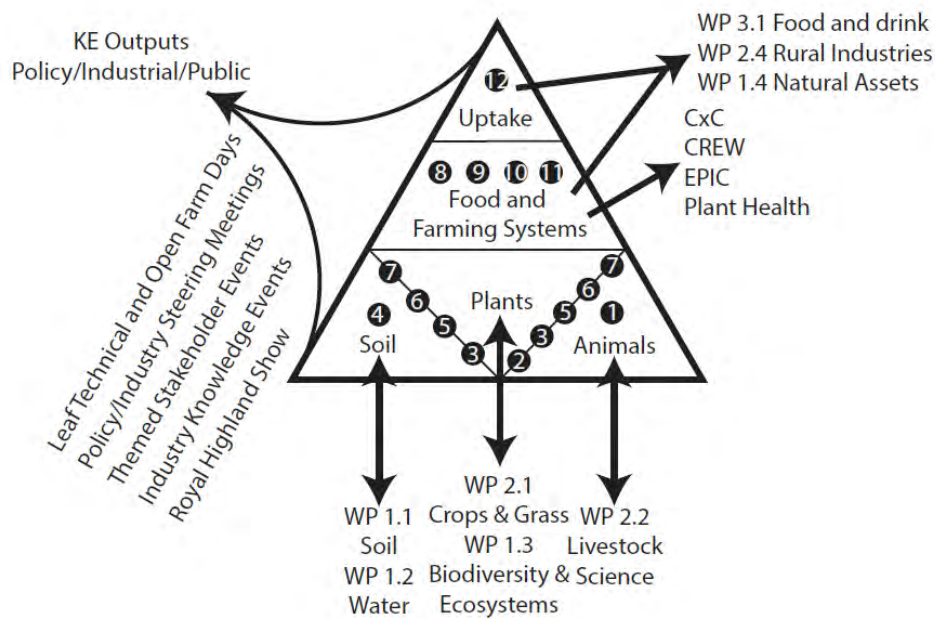 KE Outputs
Policy/Industrial/Public
WP 3.1 Food and drink
WP 2.4 Rural Industries
WP 1.4 Natural Assets
CxC
CREW
EPIC
Plant Health
12
Uptake
8 9 10 11
Food and
Farming Systems
7 7
6 Plants 6
4 5 5 1
Soil 3 2 3 Animals
Leaf Technical and Open Farm Days
Policy/Industry Steering Meetings
Themed Stakeholder Events
Industry Knowledge Events
Royal Highland Show
WP 1.1
Soil
WP 1.2
Water
WP 2.1
Crops & Grass
WP 1.3
Biodiversity &
Ecosystems
WP 2.2
Livestock
Science